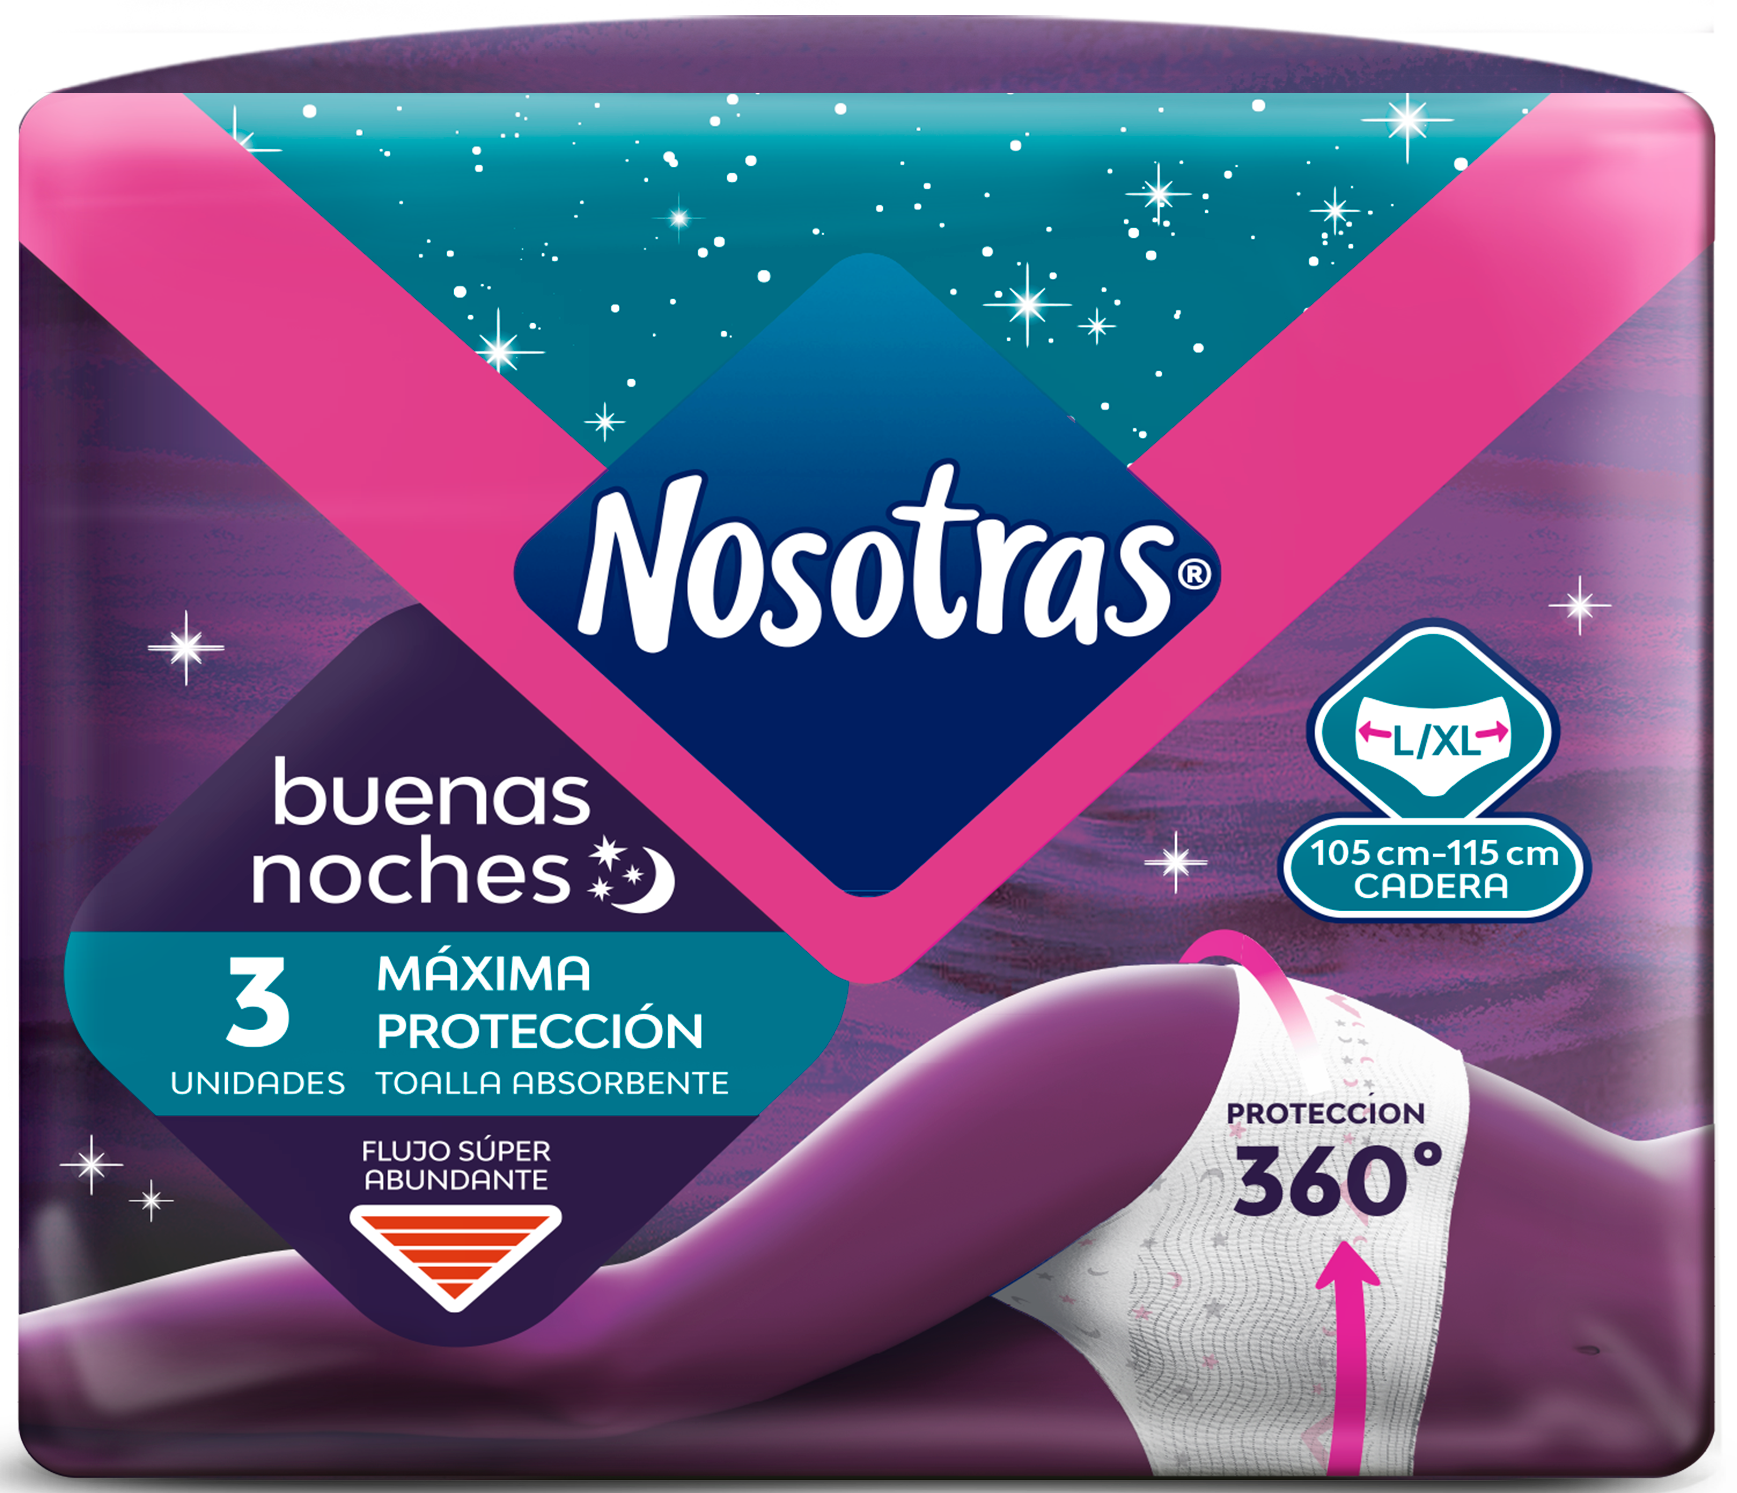 Nosotras®
buenas
noches
3
UNIDADES
MÁXIMA
PROTECCIÓN
TOALLA ABSORBENTE
FLUJO SÚPER
ABUNDANTE
L/XL
105 cm-115 cm
CADERA
PROTECCIÓN
360°